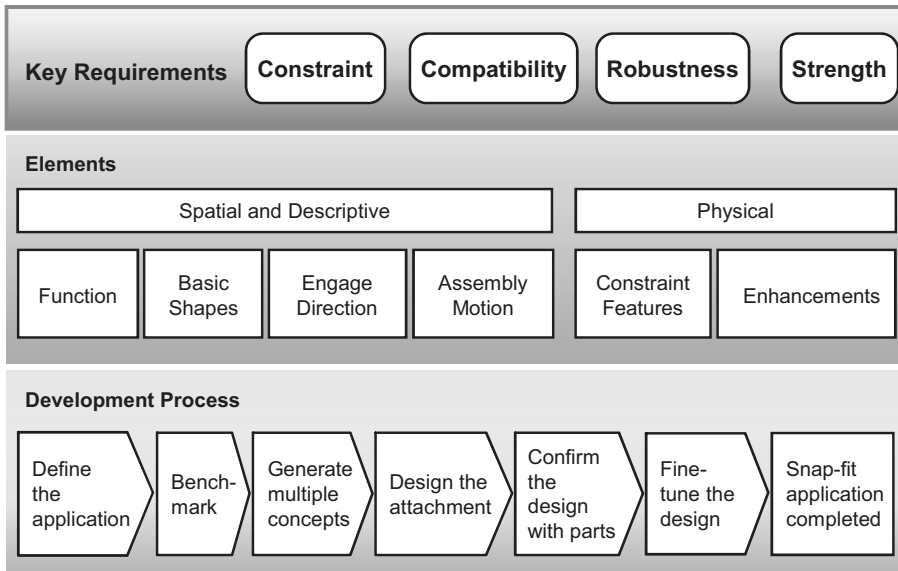 Key Requirements
Constraint
Compatibility
Robustness
Strength
Elements
Spatial and Descriptive
Physical
Function
Basic
Shapes
Engage
Direction
Assembly
Motion
Constraint
Features
Enhancements
Development Process
Define
the
application
Bench-
mark
Generate
multiple
concepts
Design the
attachment
Confirm
the
design
with parts
Fine-
tune the
design
Snap-fit
application
completed